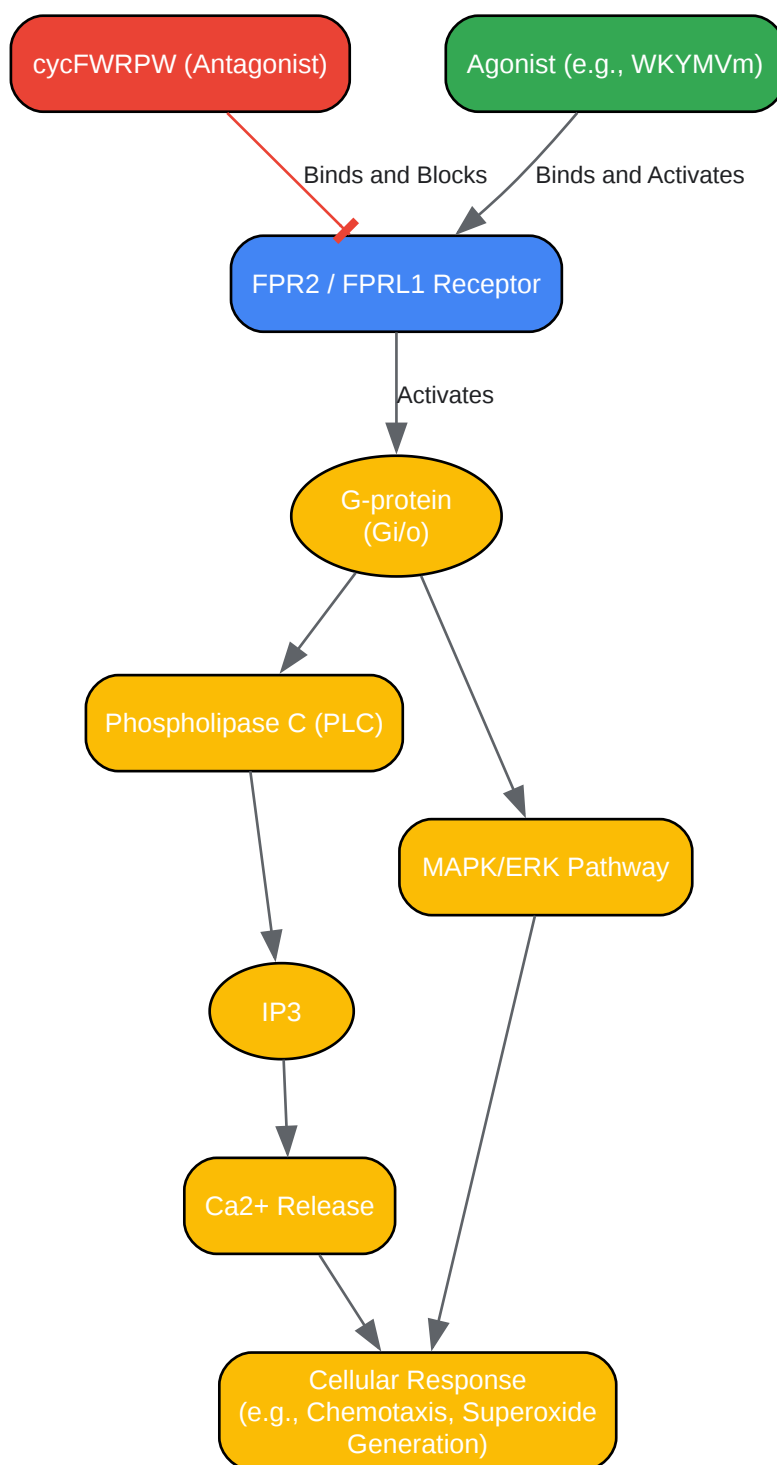 cycFWRPW (Antagonist)
Agonist (e.g., WKYMVm)
Binds and Blocks
Binds and Activates
FPR2 / FPRL1 Receptor
Activates
G-protein
(Gi/o)
Phospholipase C (PLC)
MAPK/ERK Pathway
IP3
Ca2+ Release
Cellular Response
(e.g., Chemotaxis, Superoxide
Generation)